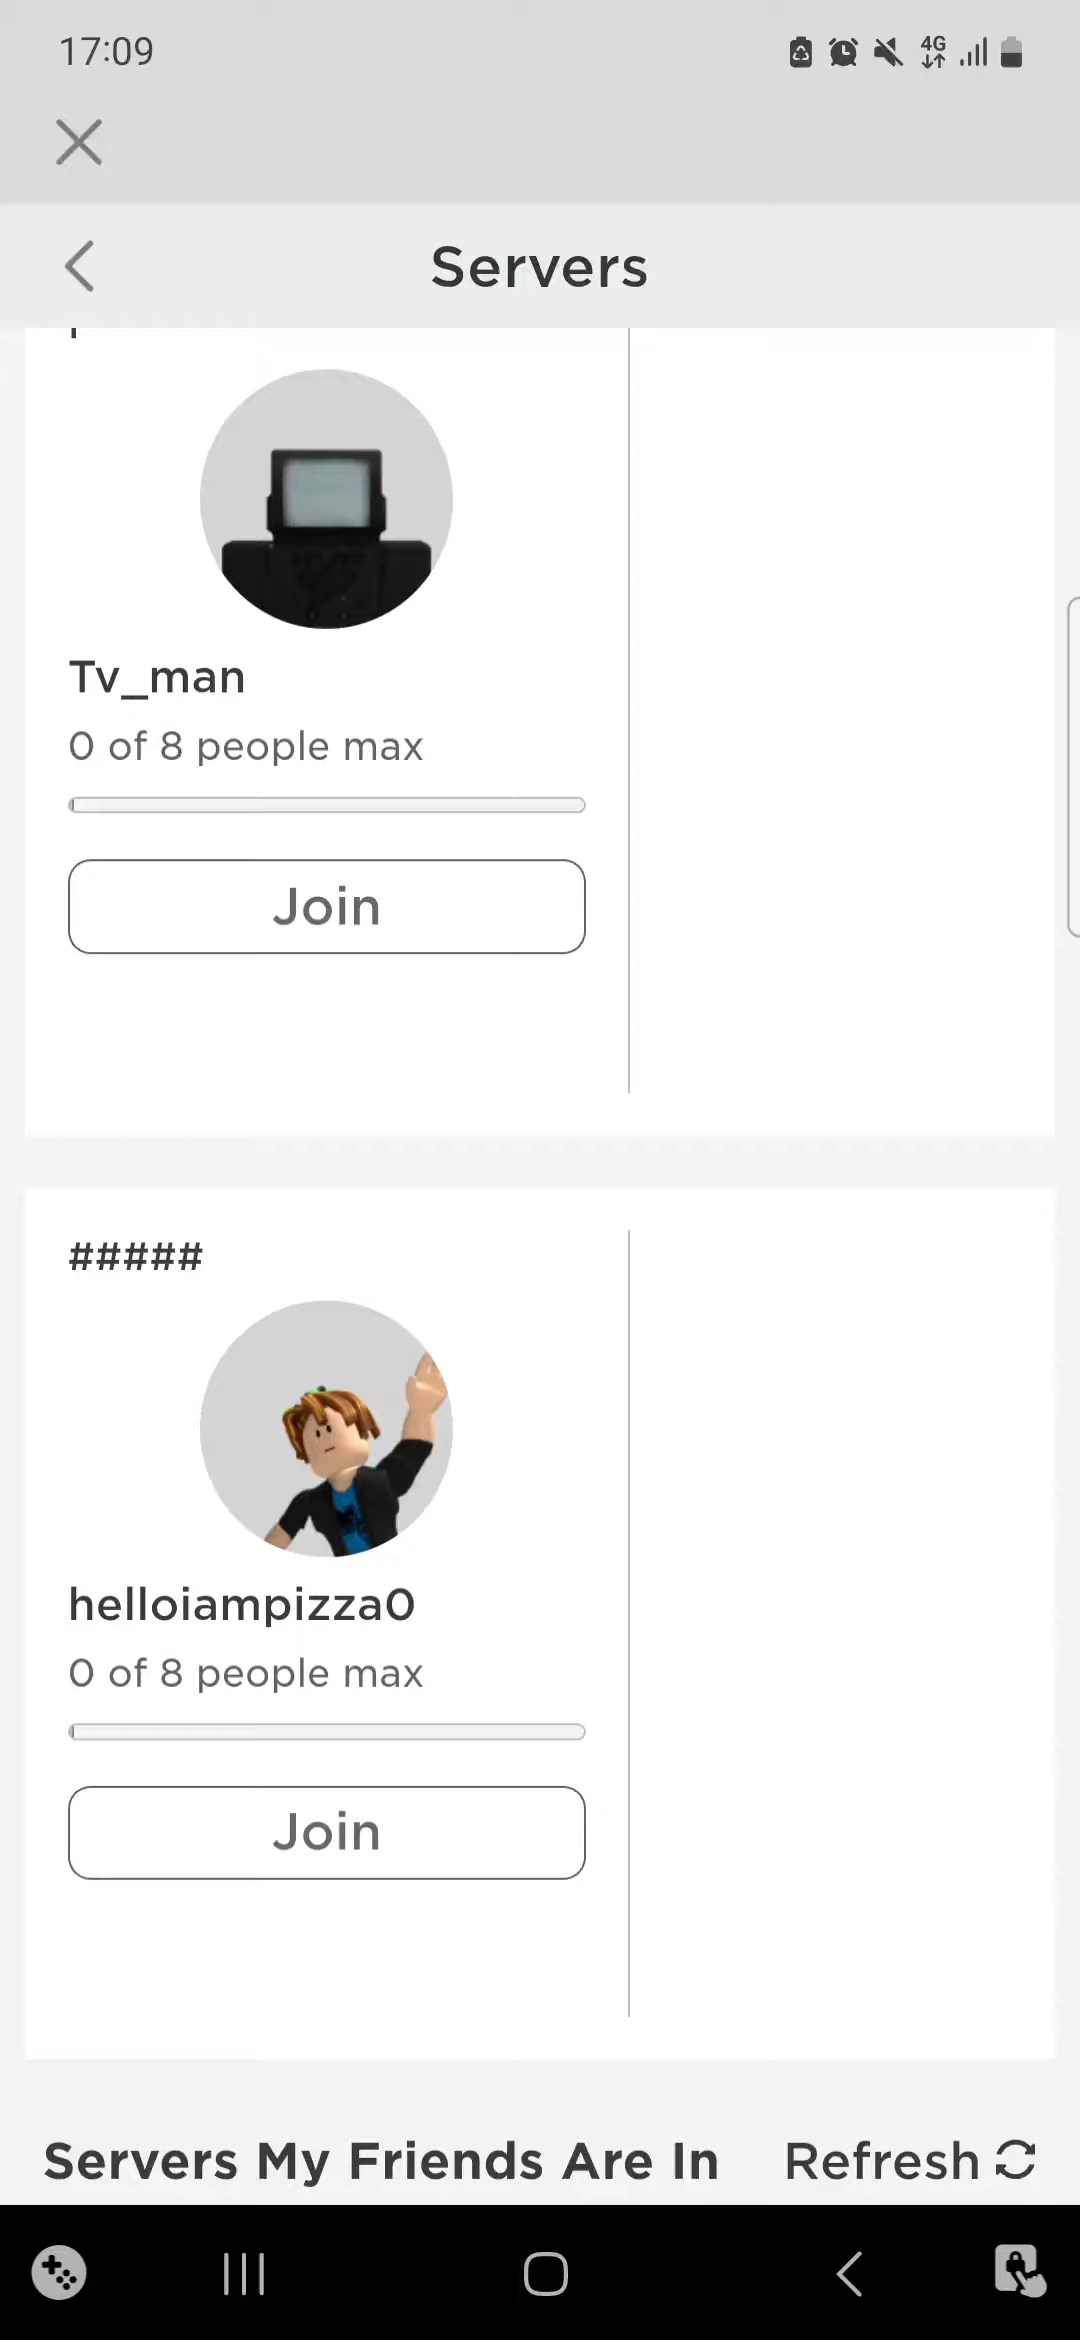 17:09
4G
Servers
Tv_man
0 of 8 people max
Join
#####
helloiampizza0
0 of 8 people max
Join
Servers My Friends Are In
Refresh